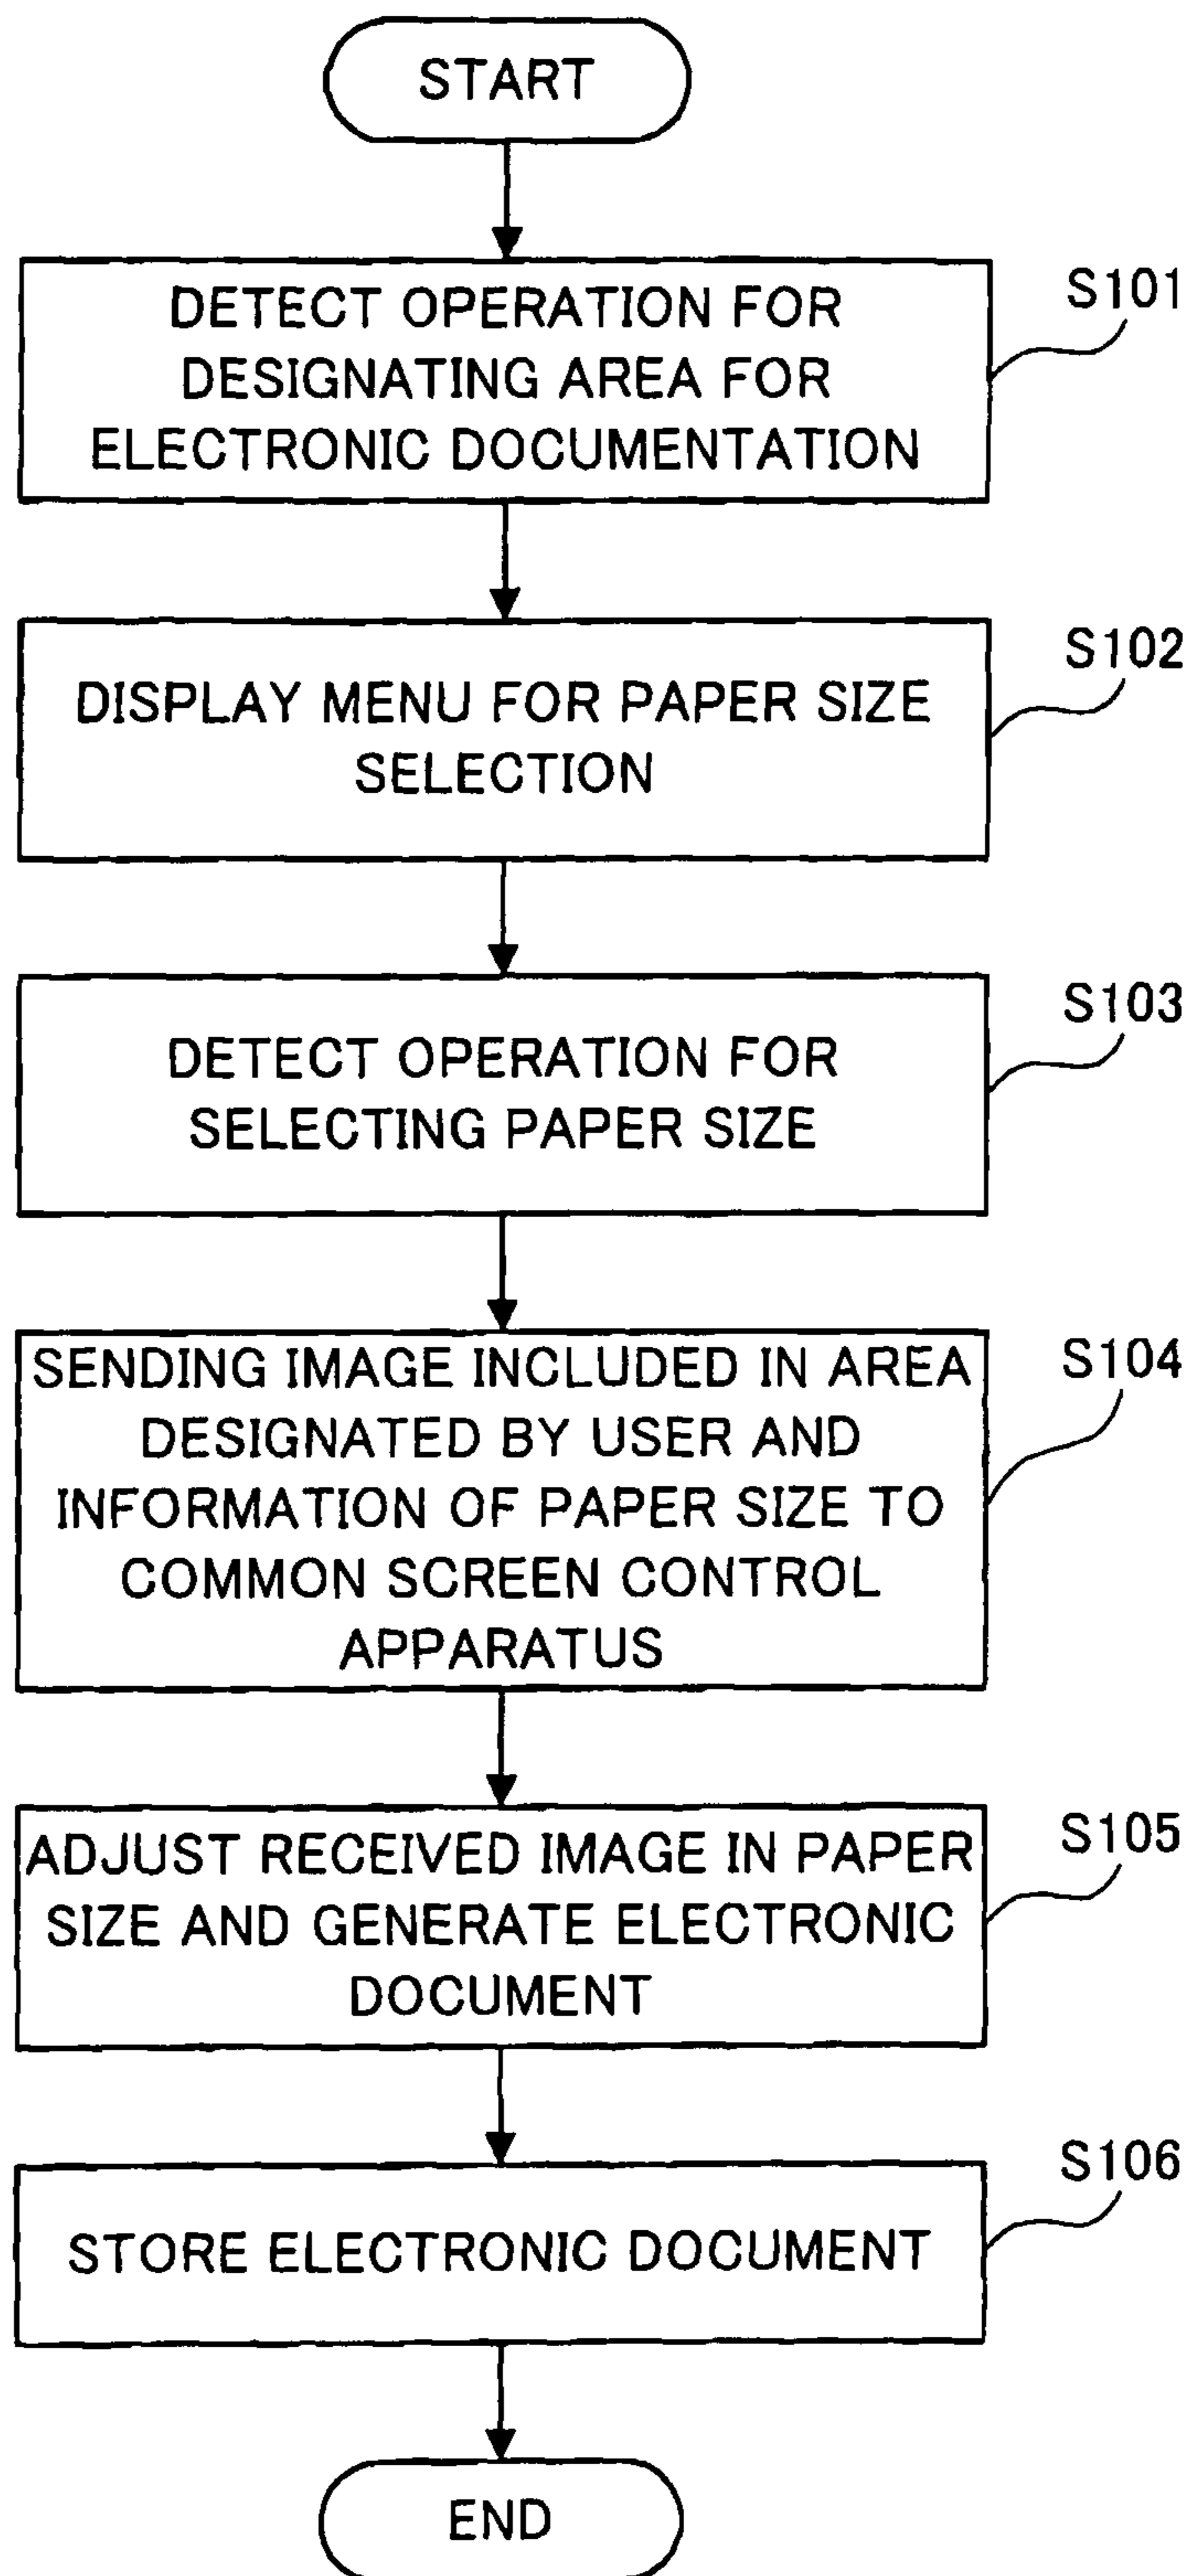 START
S101
DETECT OPERATION FOR
DESIGNATING AREA FOR
ELECTRONIC DOCUMENTATION
S102
DISPLAY MENU FOR PAPER SIZE
SELECTION
S103
DETECT OPERATION FOR
SELECTING PAPER SIZE
S104
SENDING IMAGE INCLUDED IN AREA
DESIGNATED BY USER AND
INFORMATION OF PAPER SIZE TO
COMMON SCREEN CONTROL
APPARATUS
S105
ADJUST RECEIVED IMAGE IN PAPER
SIZE AND GENERATE ELECTRONIC
DOCUMENT
S106
STORE ELECTRONIC DOCUMENT
END